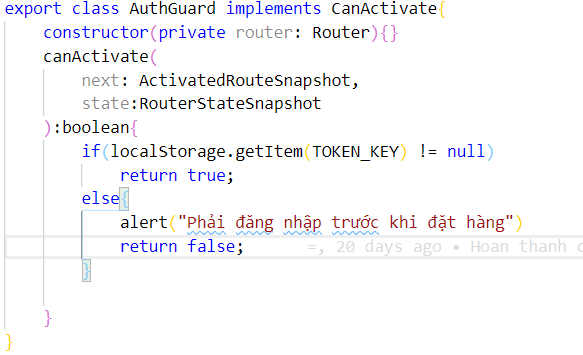 export class AuthGuard implements CanActivate{
constructor(private router: Router){}
canActivate(
next: ActivatedRouteSnapshot,
state:RouterStateSnapshot
):boolean{
if(localStorage.getItem(TOKEN_KEY) != null)
return true;
else{
alert("Phải đăng nhập trước khi đặt hàng")
return false; =, 20 days ago • Hoan thanh
}
}
}